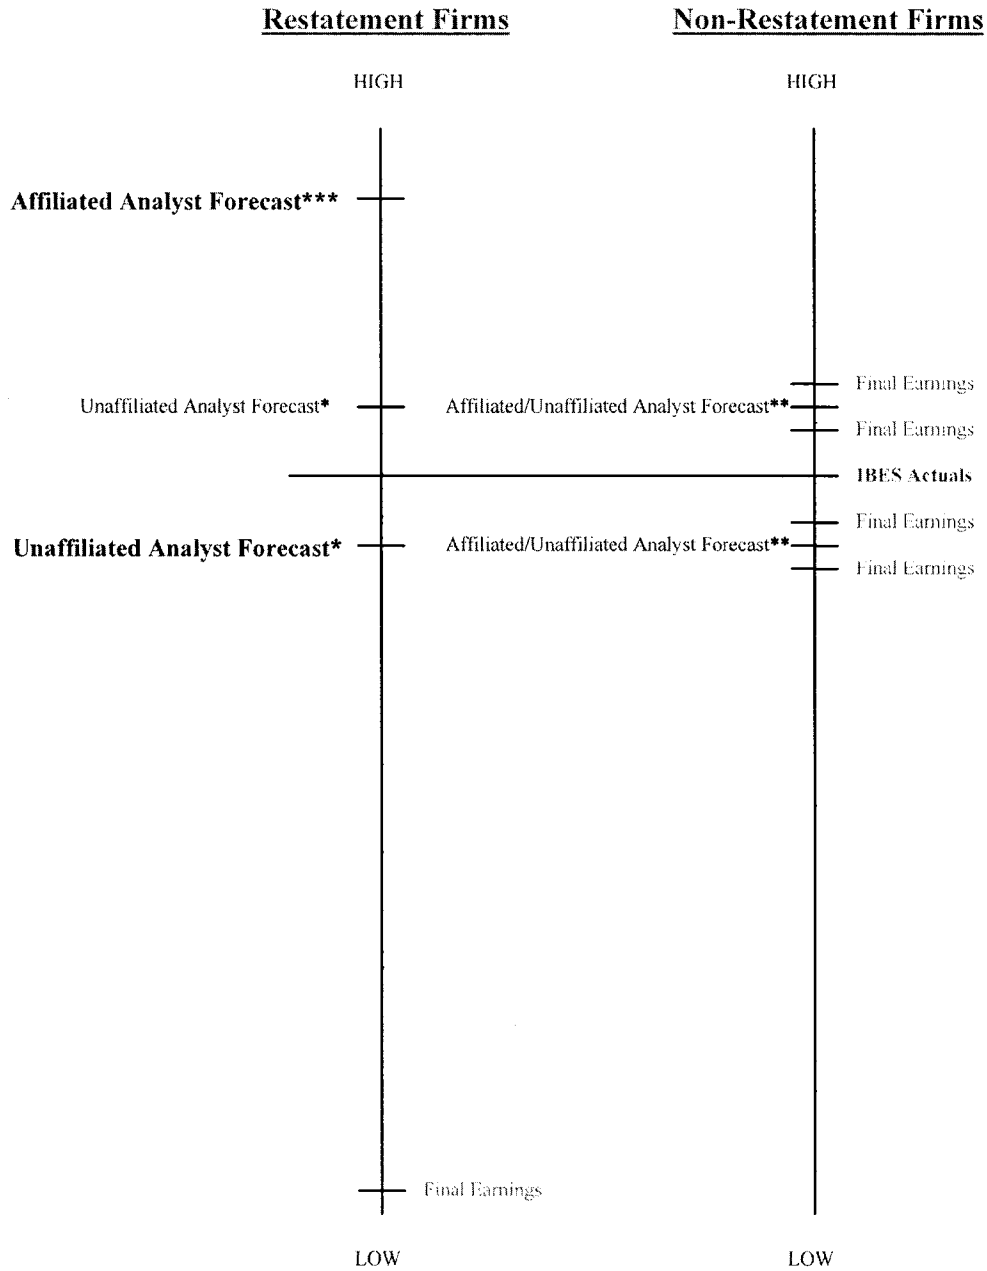 Restatement Firms
Non-Restatement Firms
HIGH
HIGH
Affiliated Analyst Forecast***
Final Earnings
Unaffiliated Analyst Forecast*
Affiliated/Unaffiliated Analyst Forecast**
Final Earnings
IBES Actuals
Final Earnings
Unaffiliated Analyst Forecast*
Affiliated/Unaffiliated Analyst Forecast**
Final Earnings
Final Earnings
LOW
LOW